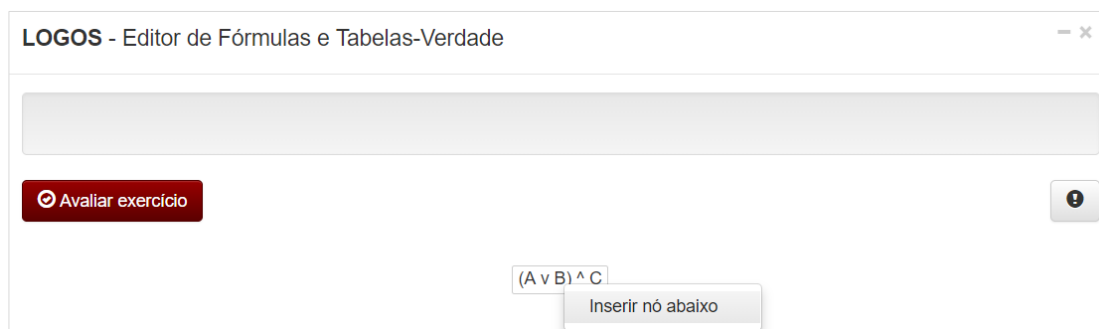 LOGOS - Editor de Fórmulas e Tabelas-Verdade
Avaliar exercício
(A v B) ^ C
Inserir nó abaixo